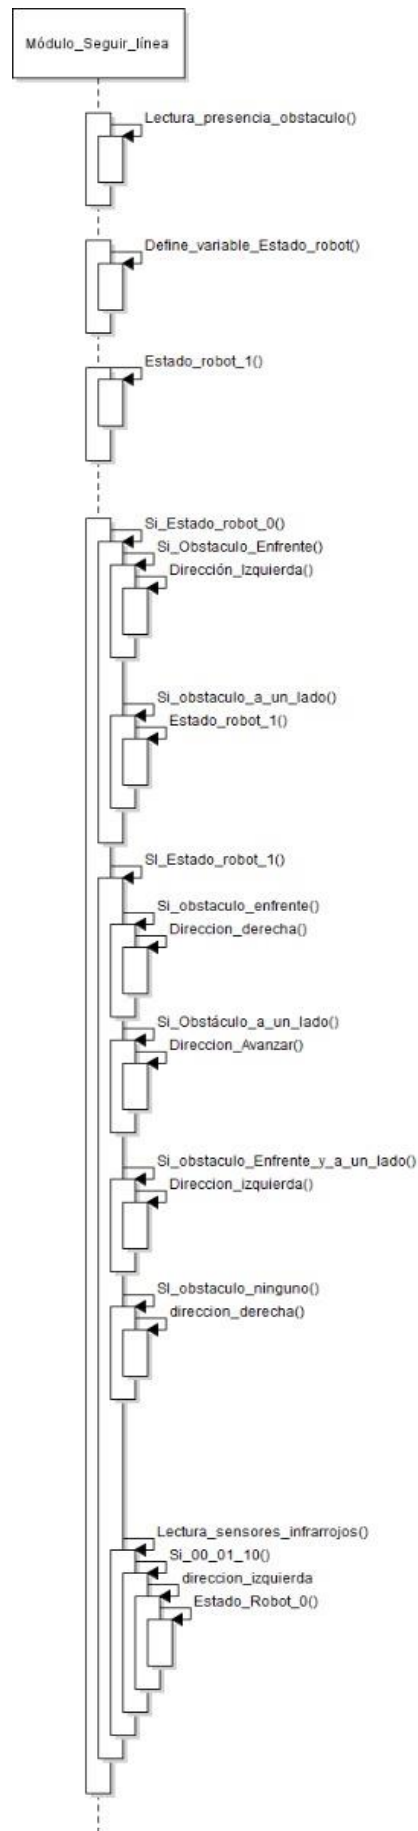 Módulo_Seguir_línea
Lectura_presencia_obstaculo()
Define_variable_Estado_robot()
Estado_robot_1()
Si_Estado_robot_0()
Si_Obstaculo_Enfrente()
Dirección_Izquierda()
Si_obstaculo_a_un_lado()
Estado_robot_1()
SI_Estado_robot_1()
Si_obstaculo_enfrente()
Direccion_derecha()
Si_Obstáculo_a_un_lado()
Direccion_Avanzar()
Si_obstaculo_Enfrente_y_a_un_lado()
Direccion_izquierda()
SI_obstaculo_ninguno()
direccion_derecha()
Lectura_sensores_infrarrojos()
Si_00_01_10()
direccion_izquierda
Estado_Robot_0()